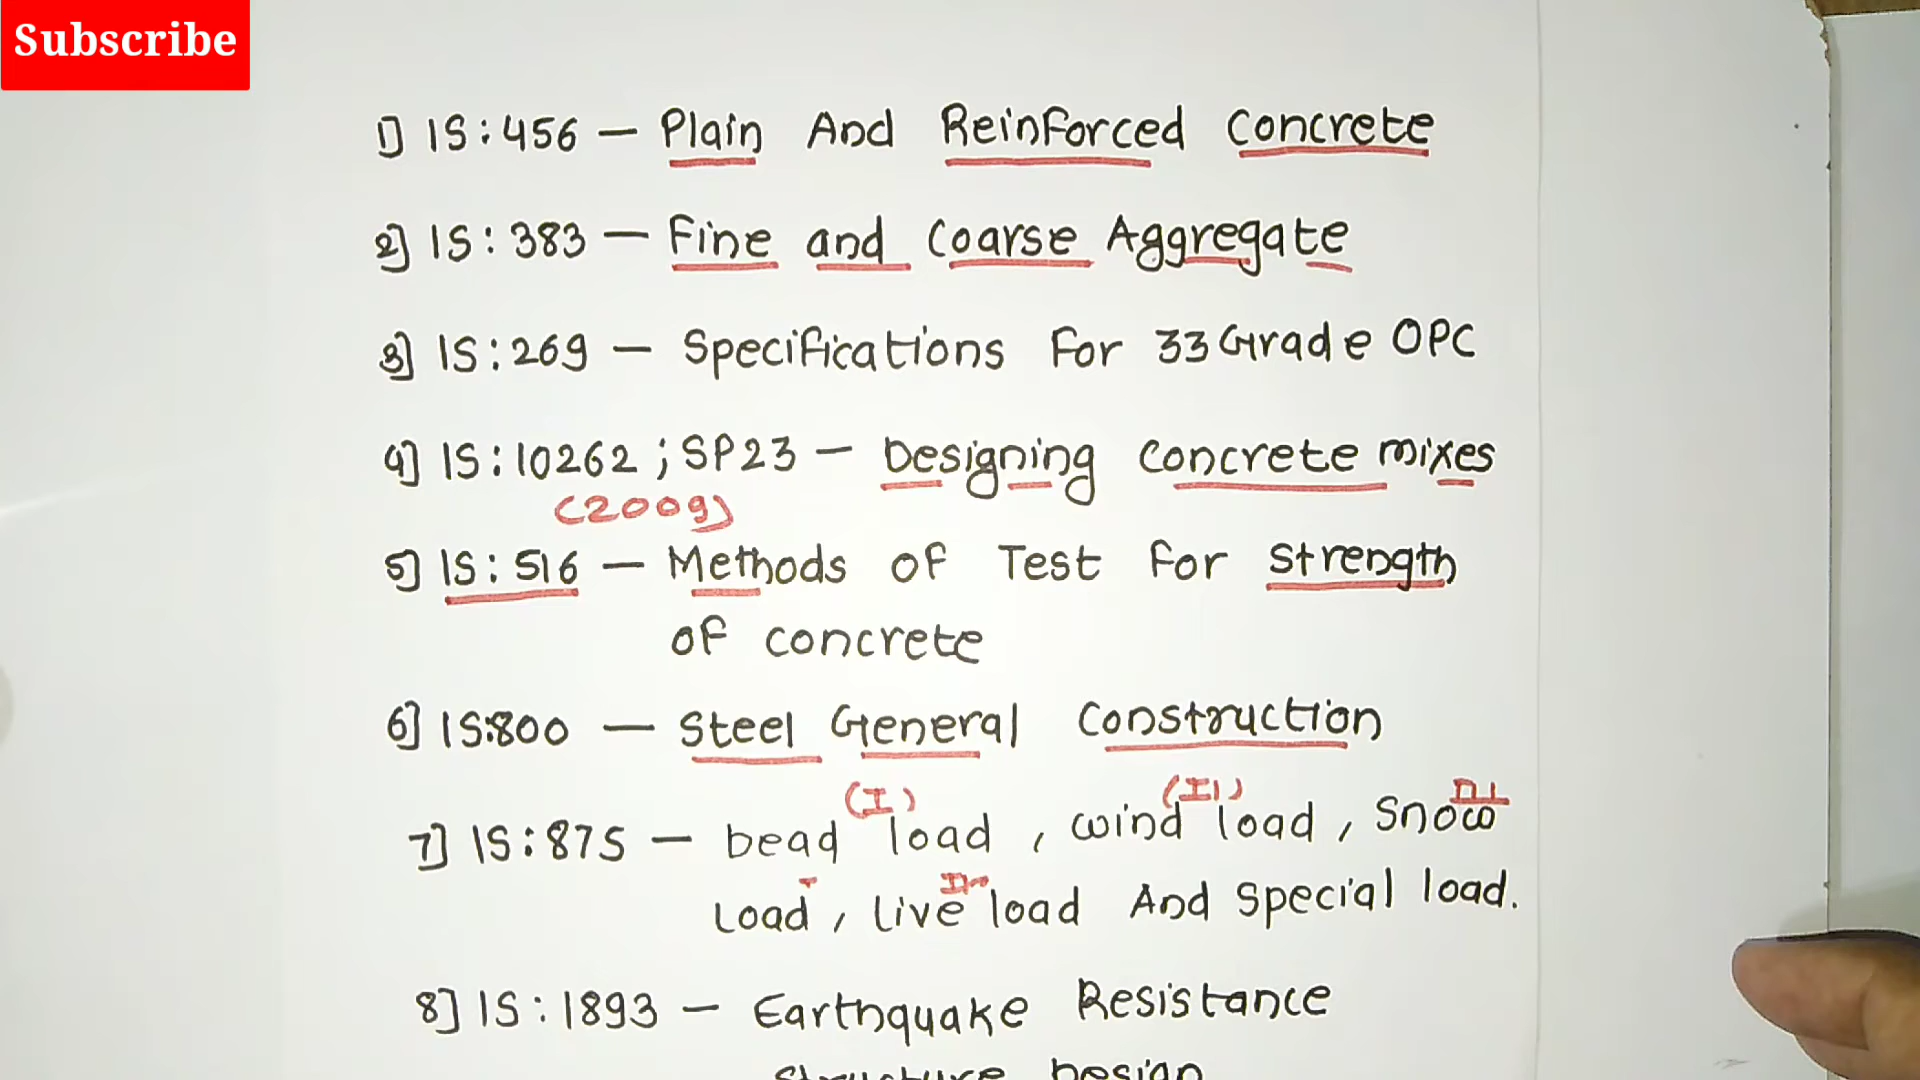 Subscribe
1) IS:456 — Plain And Reinforced Concrete
2] IS:383 — Fine and Coarse Aggregate
3] IS:269 — Specifications For 33 Grade OPC
4] IS:10262 ; SP23 — Designing Concrete mixes
(2009)
5] IS:516 — Methods of Test for Strength
of concrete
6] IS:800 — Steel General Construction
(I) (II)
7] IS:875 — Dead load , wind load , Snow
Load , Live load And Special load.
8] IS:1893 — Earthquake Resistance
Structure Design